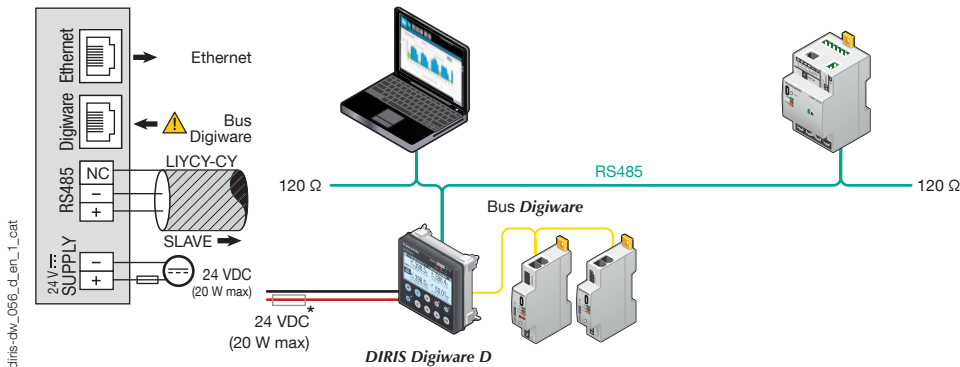 Ethernet
Ethernet
Digiware
Bus
Digiware
RS485
NC
–
+
LIYCY-CY
SLAVE
24 V
SUPPLY
–
+
24 VDC
(20 W max)
diris-dw_056_d_en_1_cat
120 Ω
RS485
120 Ω
Bus Digiware
24 VDC
*
(20 W max)
DIRIS Digiware D